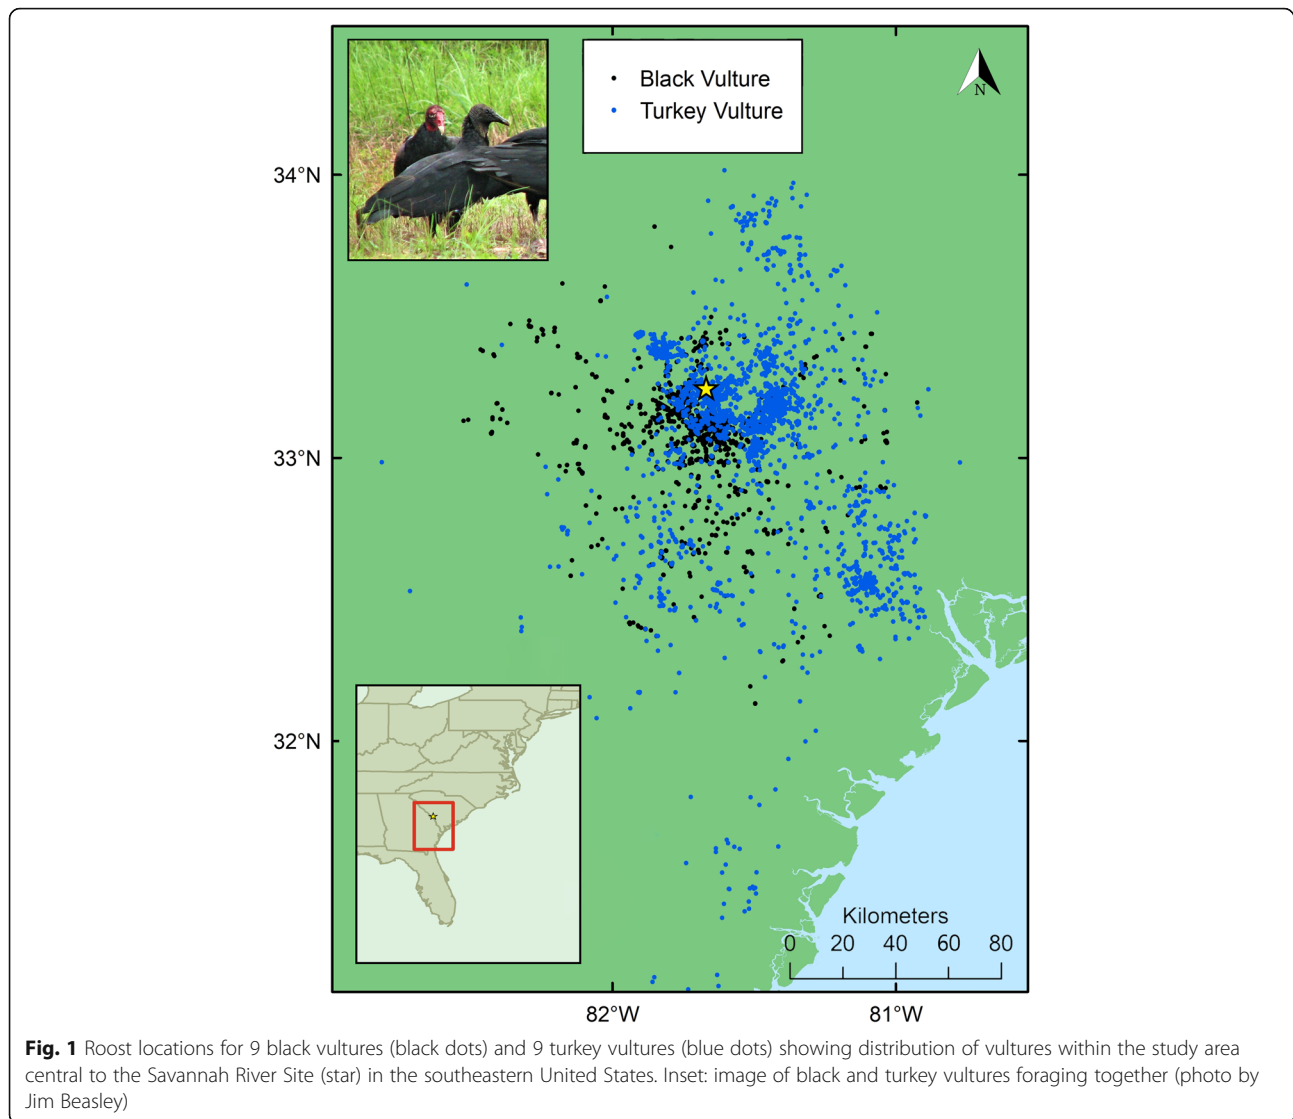 Black Vulture
Turkey Vulture
N
34°N
33°N
32°N
Kilometers
0 20 40 60 80
82°W 81°W
Fig. 1 Roost locations for 9 black vultures (black dots) and 9 turkey vultures (blue dots) showing distribution of vultures within the study area
central to the Savannah River Site (star) in the southeastern United States. Inset: image of black and turkey vultures foraging together (photo by
Jim Beasley)